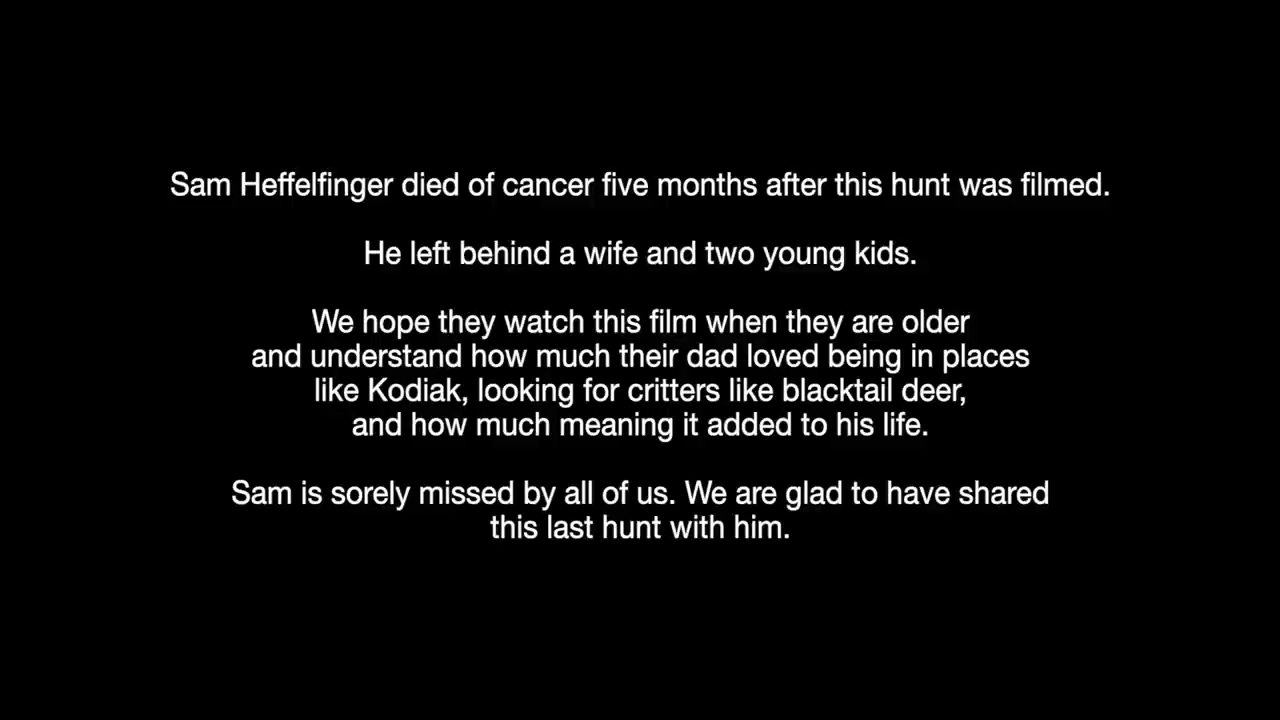 Sam Heffelfinger died of cancer five months after this hunt was filmed.
He left behind a wife and two young kids.
We hope they watch this film when they are older
and understand how much their dad loved being in places
like Kodiak, looking for critters like blacktail deer,
and how much meaning it added to his life.
Sam is sorely missed by all of us. We are glad to have shared
this last hunt with him.